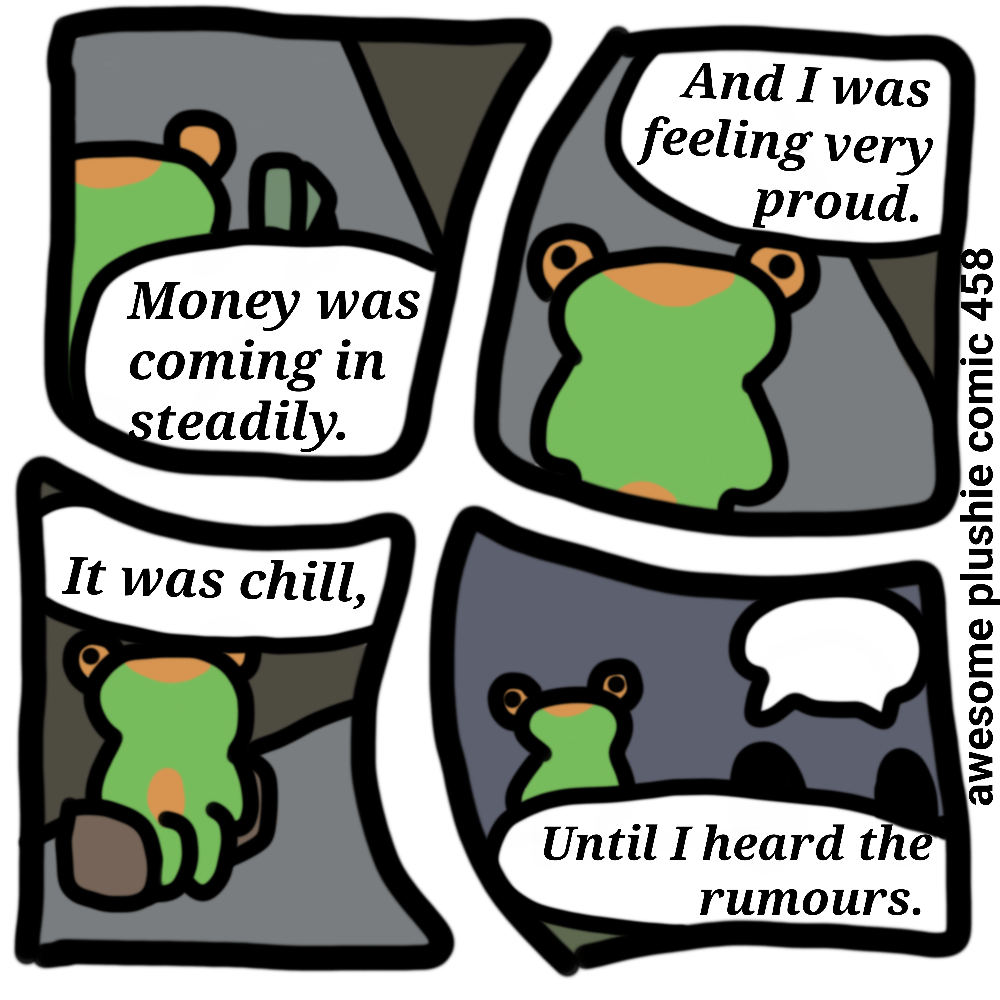 Money was
coming in
steadily.
And I was
feeling very
proud.
It was chill,
Until I heard the
rumours.
awesome plushie comic 458